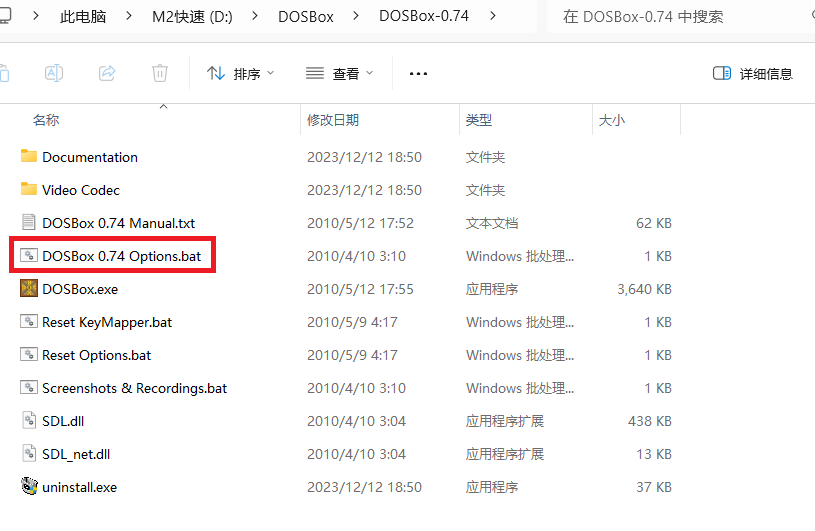 此电脑 M2快速 (D:) DOSBox DOSBox-0.74 在 DOSBox-0.74 中搜索
排序 查看 ••• 详细信息
名称 修改日期 类型 大小
Documentation 2023/12/12 18:50 文件夹
Video Codec 2023/12/12 18:50 文件夹
DOSBox 0.74 Manual.txt 2010/5/12 17:52 文本文档 62 KB
DOSBox 0.74 Options.bat 2010/4/10 3:10 Windows 批处理... 1 KB
DOSBox.exe 2010/5/12 17:55 应用程序 3,640 KB
Reset KeyMapper.bat 2010/5/9 4:17 Windows 批处理... 1 KB
Reset Options.bat 2010/5/9 4:17 Windows 批处理... 1 KB
Screenshots & Recordings.bat 2010/4/10 3:10 Windows 批处理... 1 KB
SDL.dll 2010/4/10 3:04 应用程序扩展 438 KB
SDL_net.dll 2010/4/10 3:04 应用程序扩展 13 KB
uninstall.exe 2023/12/12 18:50 应用程序 37 KB